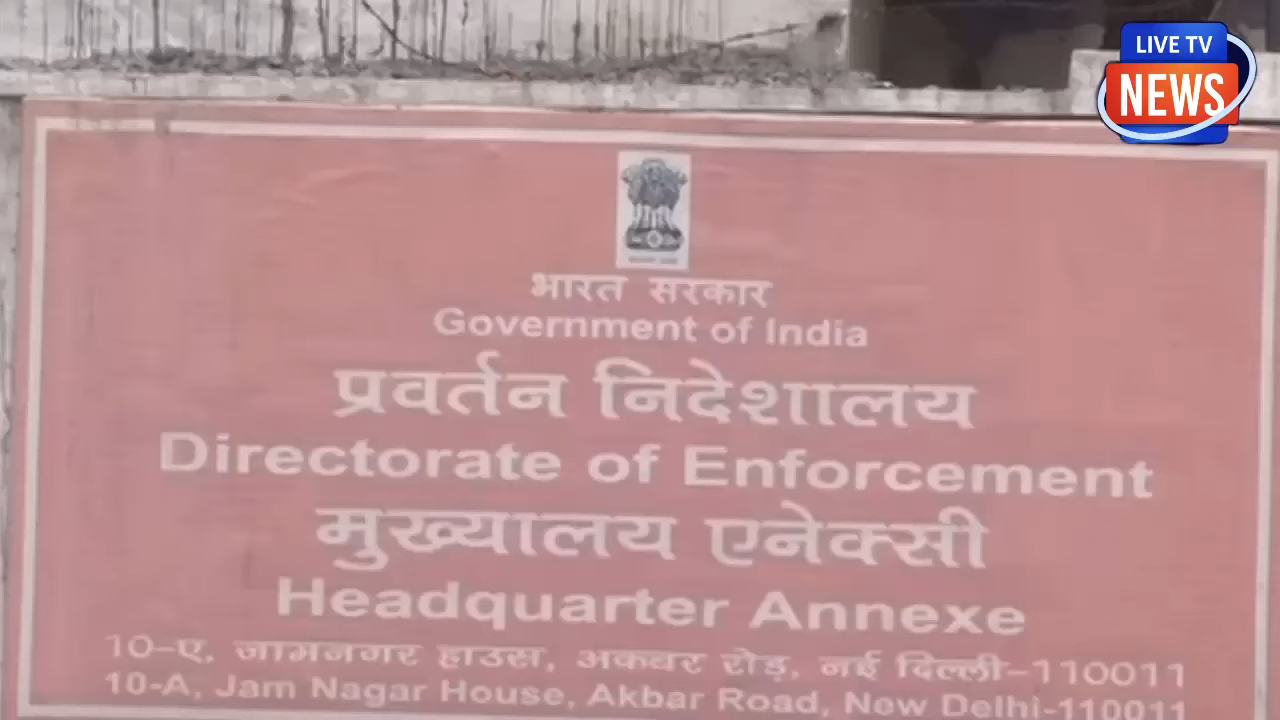 LIVE TV
NEWS
भारत सरकार
Government of India
प्रवर्तन निदेशालय
Directorate of Enforcement
मुख्यालय एनेक्सी
Headquarter Annexe
10-ए, जामनगर हाउस, अकबर रोड़, नई दिल्ली-110011
10-A, Jam Nagar House, Akbar Road, New Delhi-110011